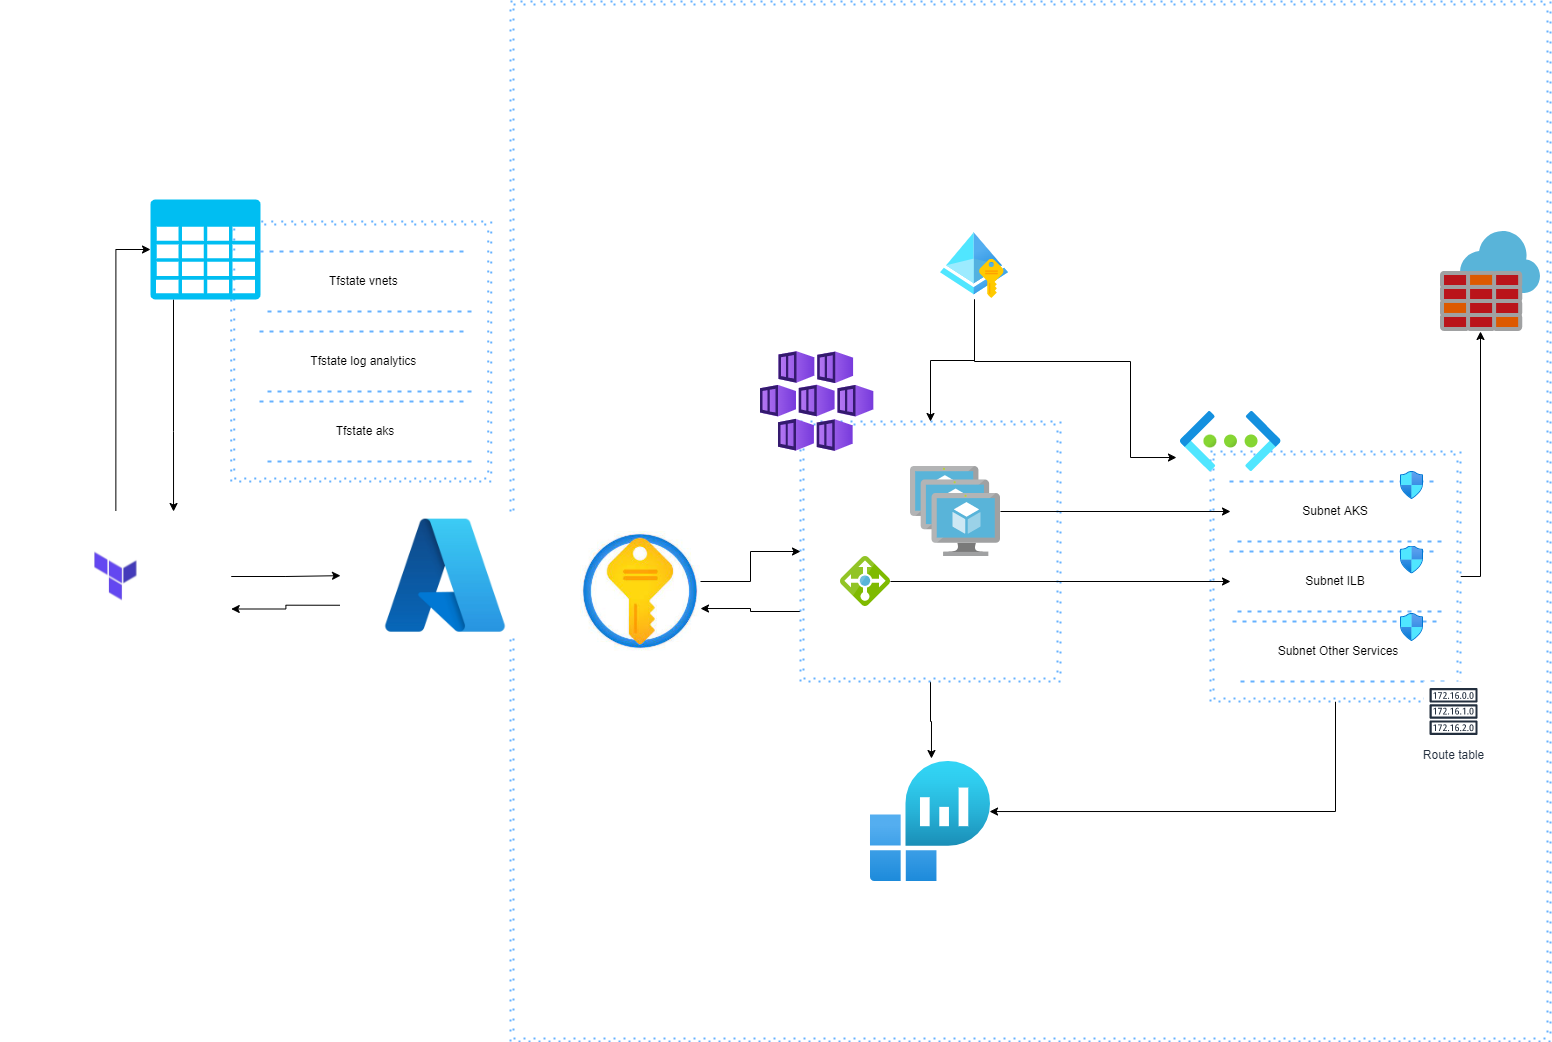 Tfstate vnets
Tfstate log analytics
Tfstate aks
Subnet AKS
Subnet ILB
Subnet Other Services
172.16.0.0
172.16.1.0
172.16.2.0
Route table